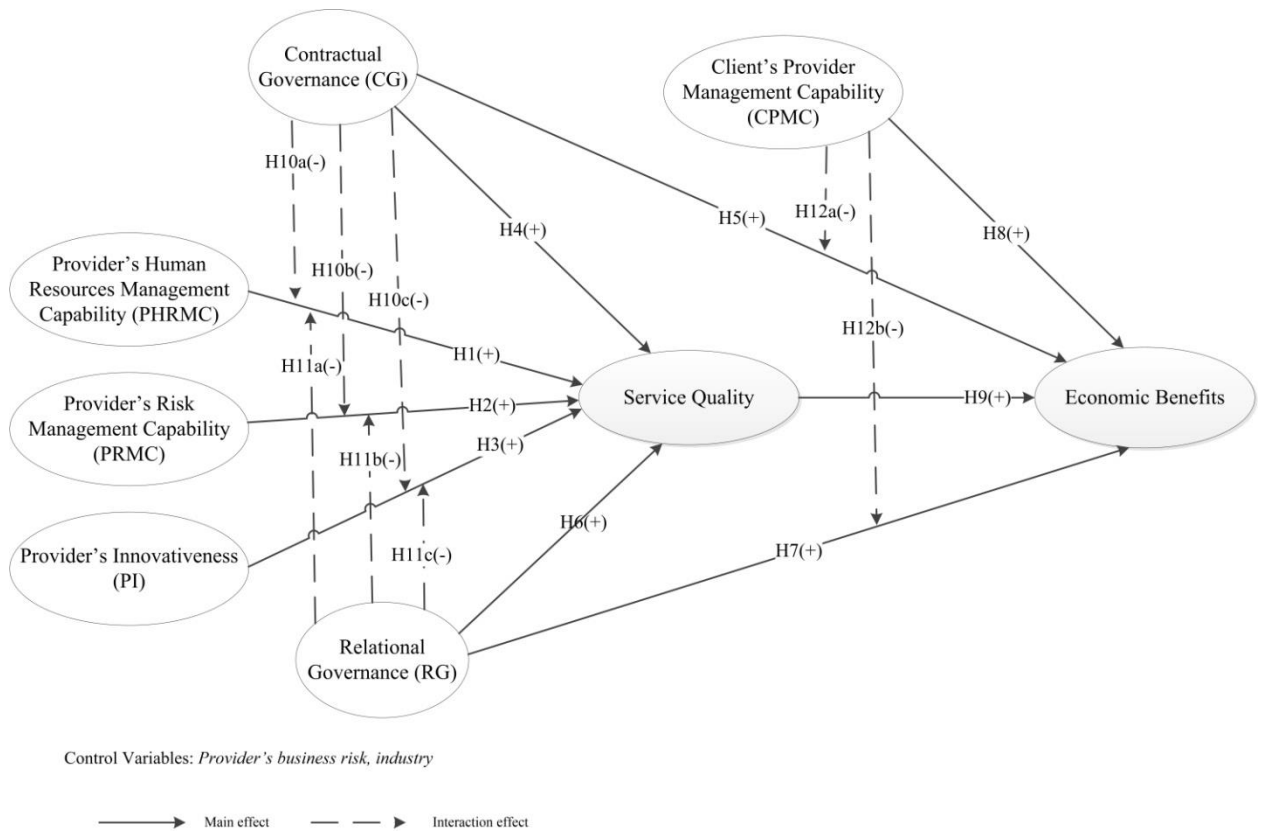 Contractual
Governance (CG)
Client’s Provider
Management Capability
(CPMC)
H10a(-)
H12a(-)
H5(+)
H4(+)
H8(+)
Provider’s Human
Resources Management
Capability (PHRMC)
H10b(-)
H10c(-)
H12b(-)
H1(+)
H11a(-)
Service Quality
H9(+)
Economic Benefits
Provider’s Risk
Management Capability
(PRMC)
H2(+)
H3(+)
H11b(-)
H6(+)
Provider’s Innovativeness
(PI)
H11c(-)
H7(+)
Relational
Governance (RG)
Control Variables: Provider’s business risk, industry
Main effect
Interaction effect